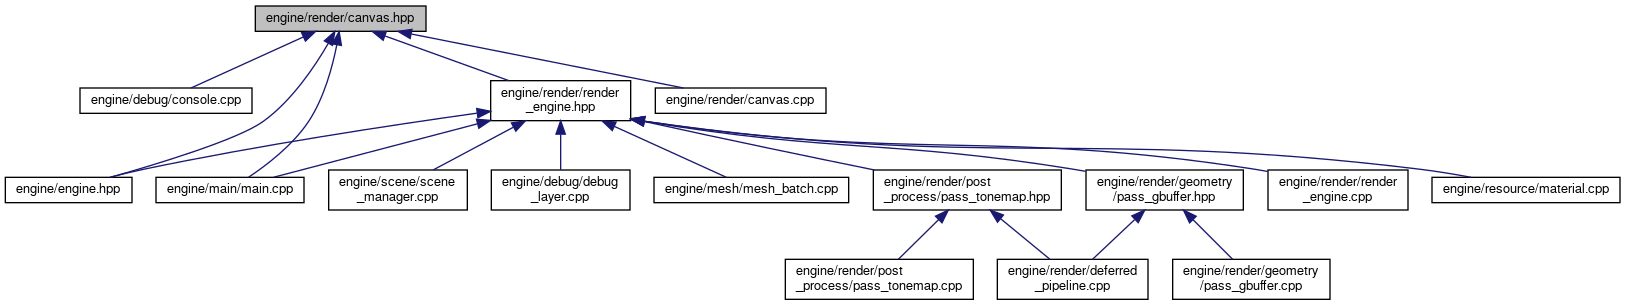 engine/render/canvas.hpp
engine/debug/console.cpp
engine/render/render
_engine.hpp
engine/render/canvas.cpp
engine/engine.hpp
engine/main/main.cpp
engine/scene/scene
_manager.cpp
engine/debug/debug
_layer.cpp
engine/mesh/mesh_batch.cpp
engine/render/post
_process/pass_tonemap.hpp
engine/render/geometry
/pass_gbuffer.hpp
engine/render/render
_engine.cpp
engine/resource/material.cpp
engine/render/post
_process/pass_tonemap.cpp
engine/render/deferred
_pipeline.cpp
engine/render/geometry
/pass_gbuffer.cpp